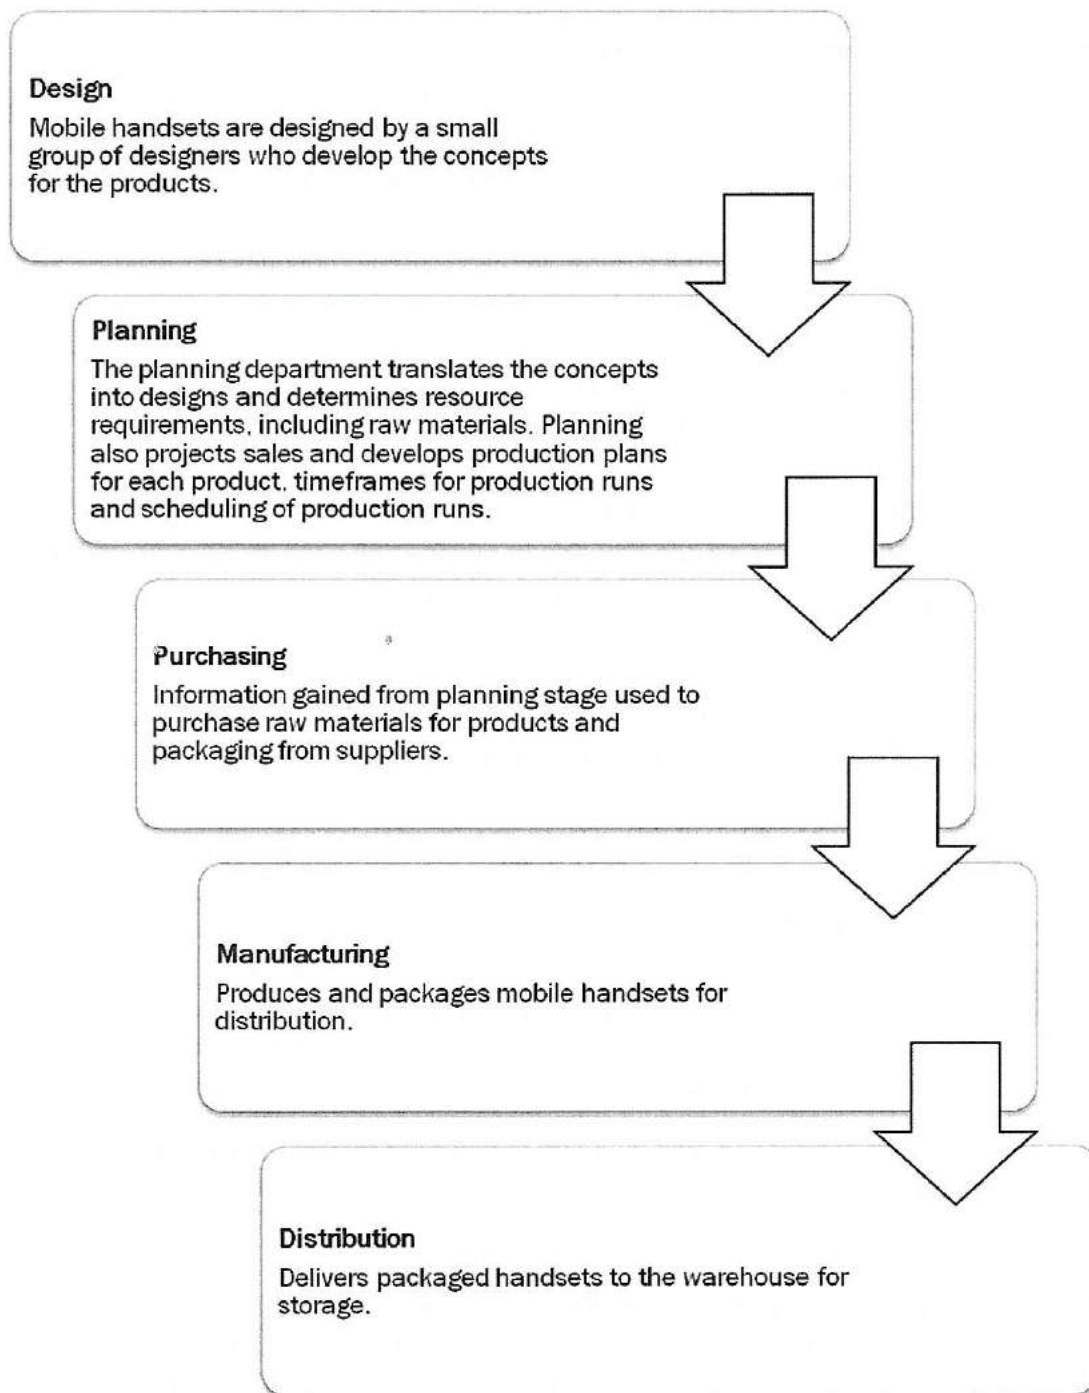 Design
Mobile handsets are designed by a small
group of designers who develop the concepts
for the products.
Planning
The planning department translates the concepts
into designs and determines resource
requirements, including raw materials. Planning
also projects sales and develops production plans
for each product. timeframes for production runs
and scheduling of production runs.
Purchasing
Information gained from planning stage used to
purchase raw materials for products and
packaging from suppliers.
Manufacturing
Produces and packages mobile handsets for
distribution.
Distribution
Delivers packaged handsets to the warehouse for
storage.